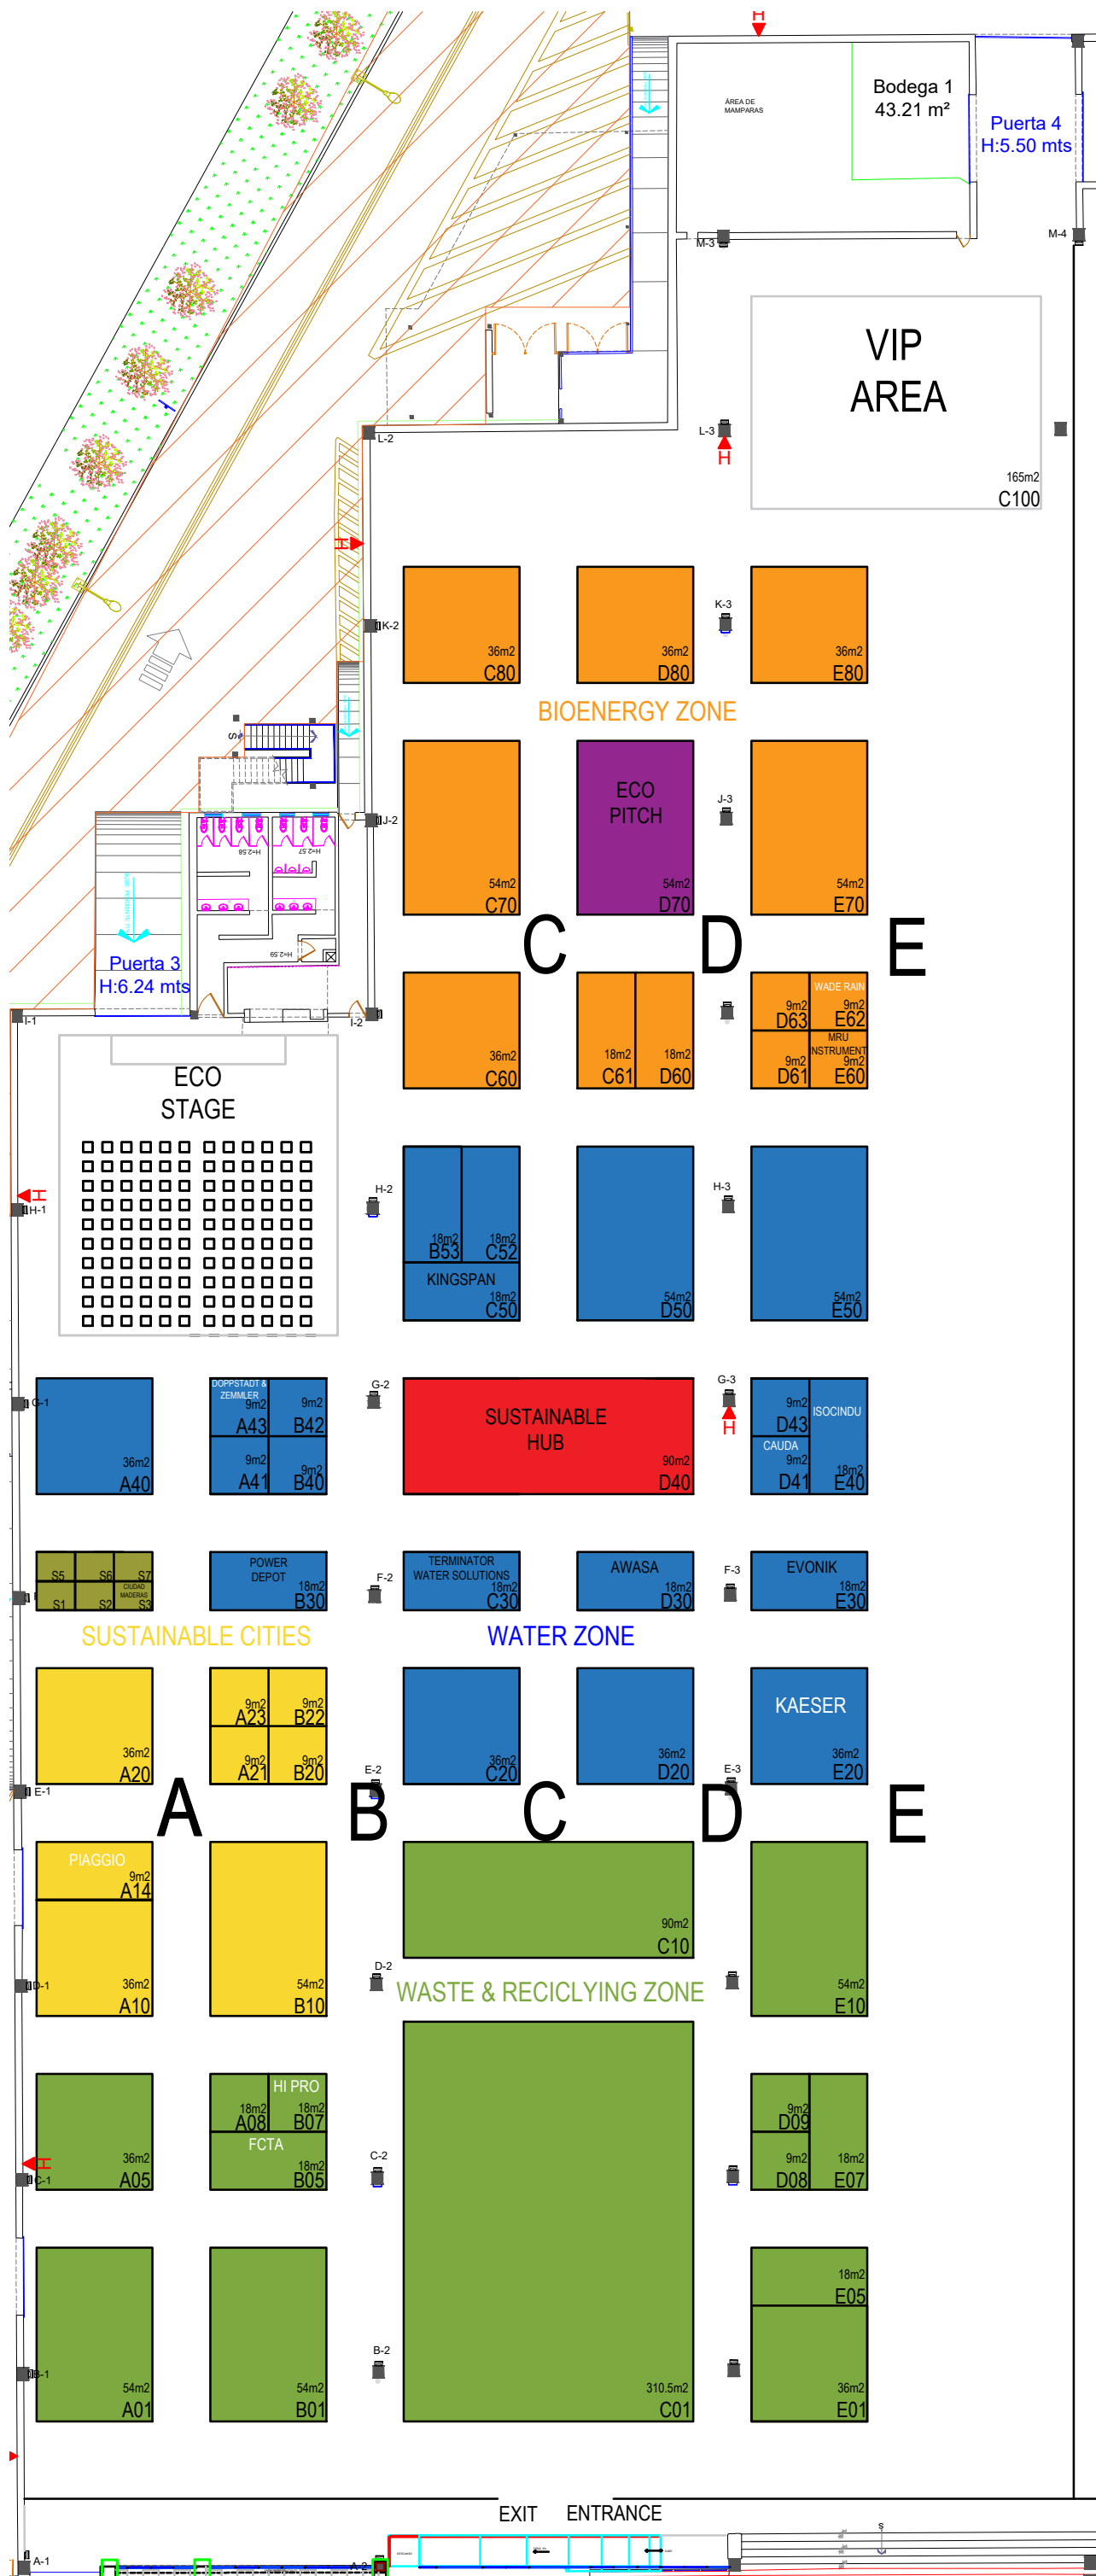 H
ÁREA DE
MAMPARAS
Bodega 1
43.21 m²
Puerta 4
H:5.50 mts
M-3
M-4
VIP
AREA
165m2
C100
L-2
L-3
H
H
K-2
K-3
36m2
C80
36m2
D80
36m2
E80
BIOENERGY ZONE
S
J-2
J-3
ECO
PITCH
54m2
C70
54m2
D70
54m2
E70
H=2.58
H=2.57
H=2.59
Puerta 3
H:6.24 mts
C
D
E
I-1
I-2
36m2
C60
18m2
C61
18m2
D60
9m2
D63
WADE RAIN
9m2
E62
9m2
D61
MRU
INSTRUMENT
9m2
E60
ECO
STAGE
H
H-1
H-2
H-3
18m2
B53
18m2
C52
KINGSPAN
18m2
C50
54m2
D50
54m2
E50
G-1
G-2
G-3
H
36m2
A40
DOPPSTADT &
ZEMMLER
9m2
A43
9m2
B42
9m2
A41
9m2
B40
SUSTAINABLE
HUB
90m2
D40
9m2
D43
CAUDA
9m2
D41
ISOCINDU
18m2
E40
S5
S6
S7
S1
S2
CIUDAD
MADERAS
S3
POWER
DEPOT
18m2
B30
F-2
TERMINATOR
WATER SOLUTIONS
18m2
C30
AWASA
18m2
D30
F-3
EVONIK
18m2
E30
SUSTAINABLE CITIES
WATER ZONE
36m2
A20
9m2
A23
9m2
B22
9m2
A21
9m2
B20
36m2
C20
36m2
D20
KAESER
36m2
E20
E-1
E-2
E-3
A
B
C
D
E
PIAGGIO
9m2
A14
36m2
A10
54m2
B10
90m2
C10
54m2
E10
D-1
D-2
WASTE & RECICLYING ZONE
36m2
A05
18m2
A08
HI PRO
18m2
B07
FCTA
18m2
B05
9m2
D09
9m2
D08
18m2
E07
H
C-1
C-2
54m2
A01
54m2
B01
310.5m2
C01
18m2
E05
36m2
E01
B-1
B-2
EXIT
ENTRANCE
A-1
A-2
S